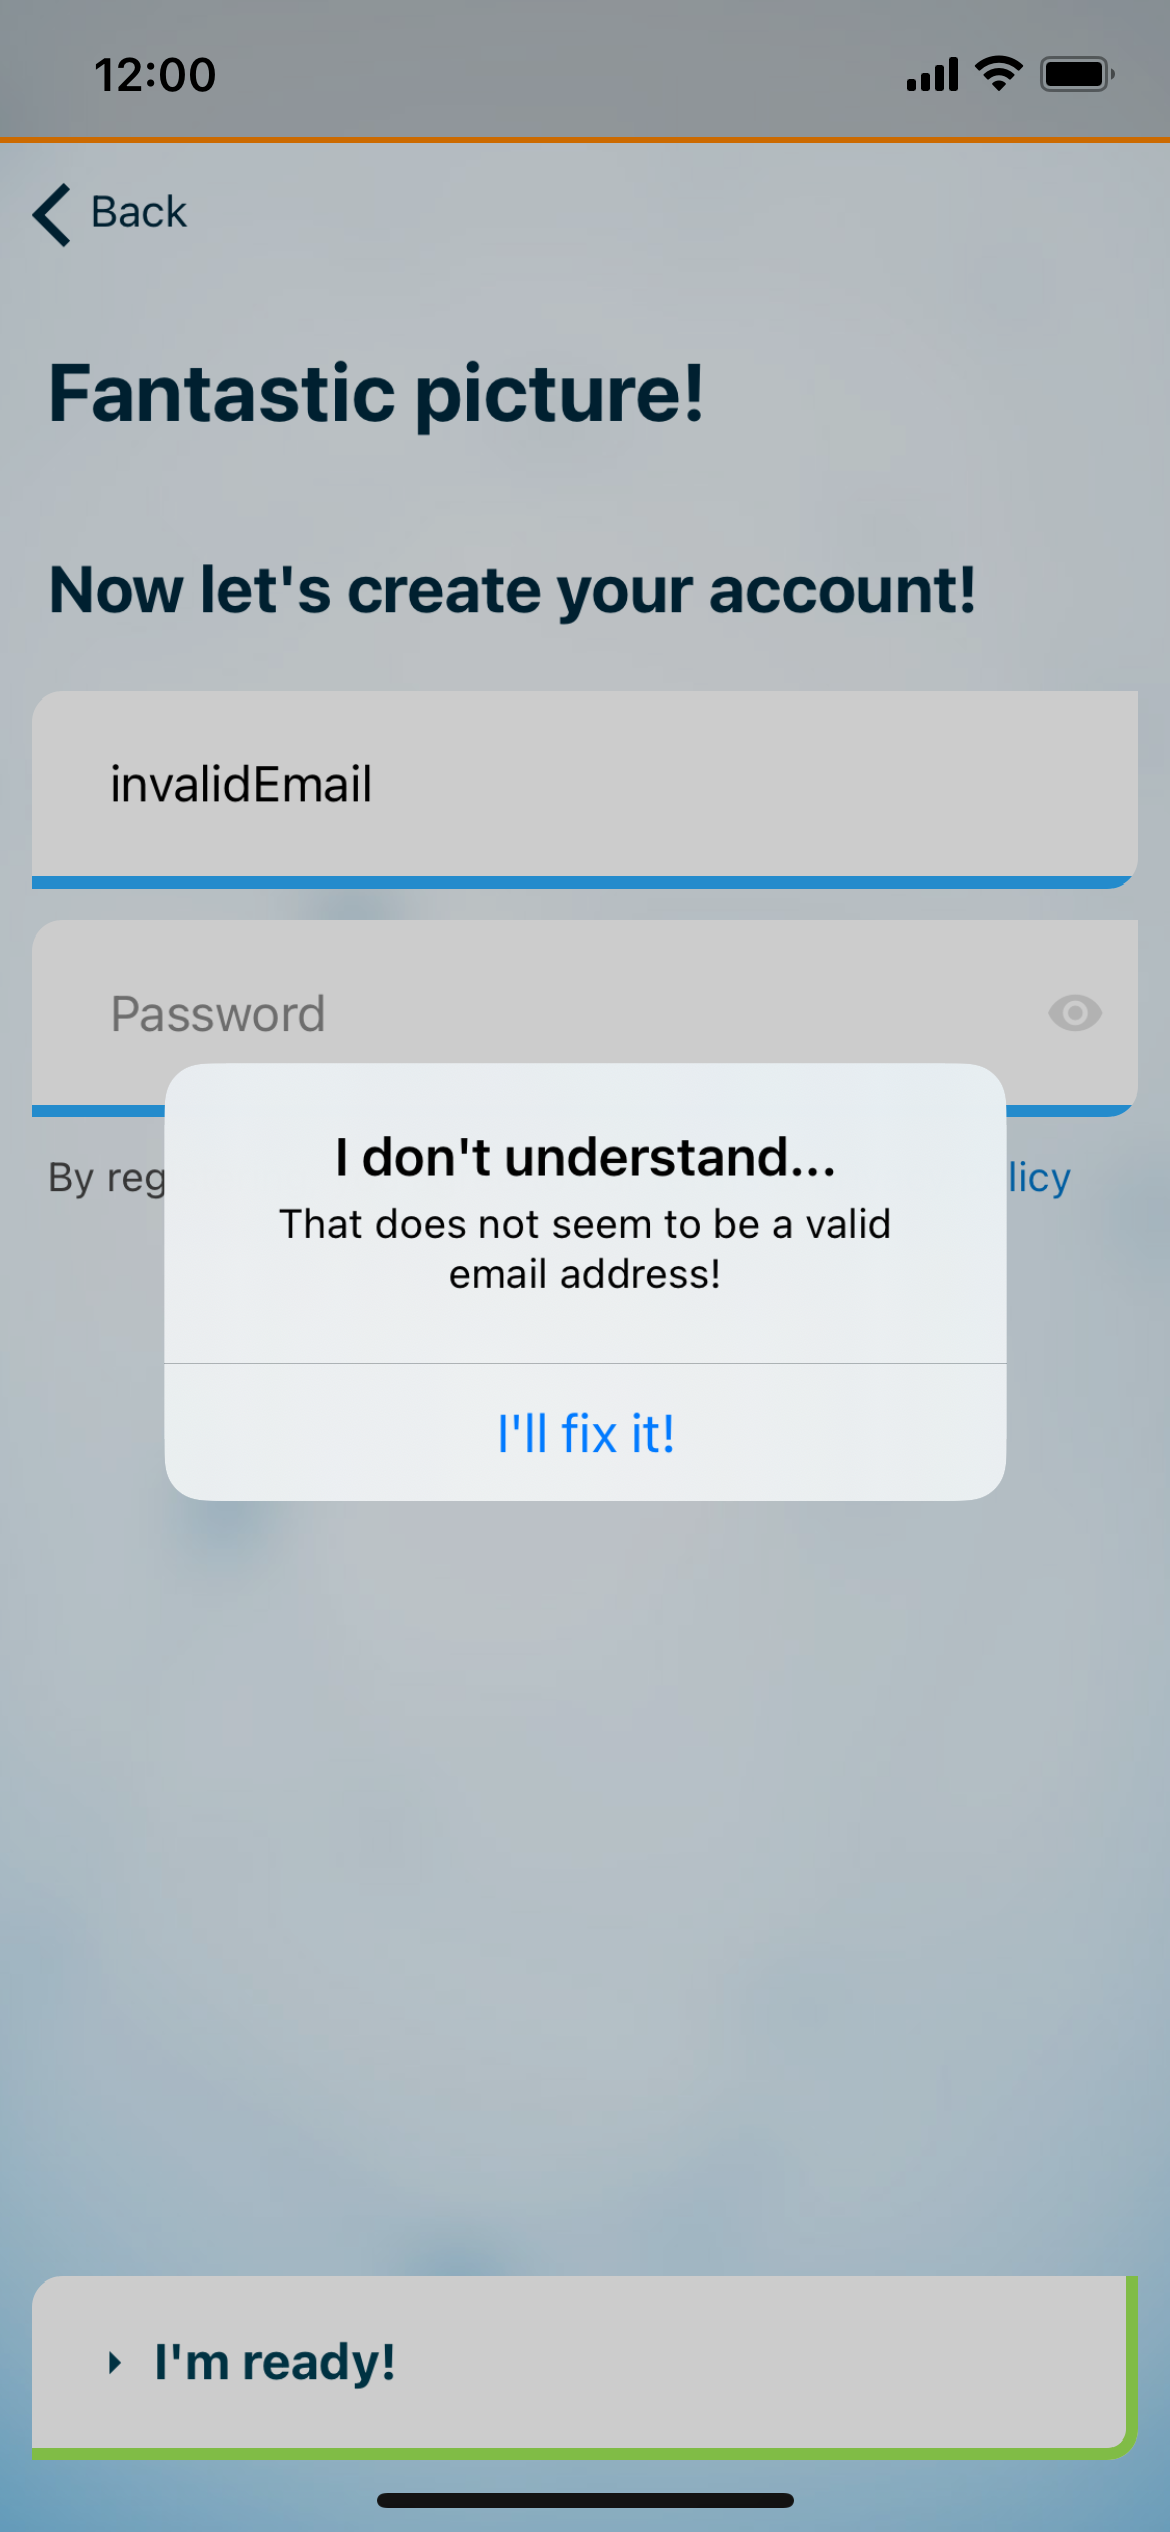 12:00
Back
Fantastic picture!
Now let's create your account!
invalidEmail
Password
I don't understand...
That does not seem to be a valid
email address!
By reg
licy
I'll fix it!
I'm ready!